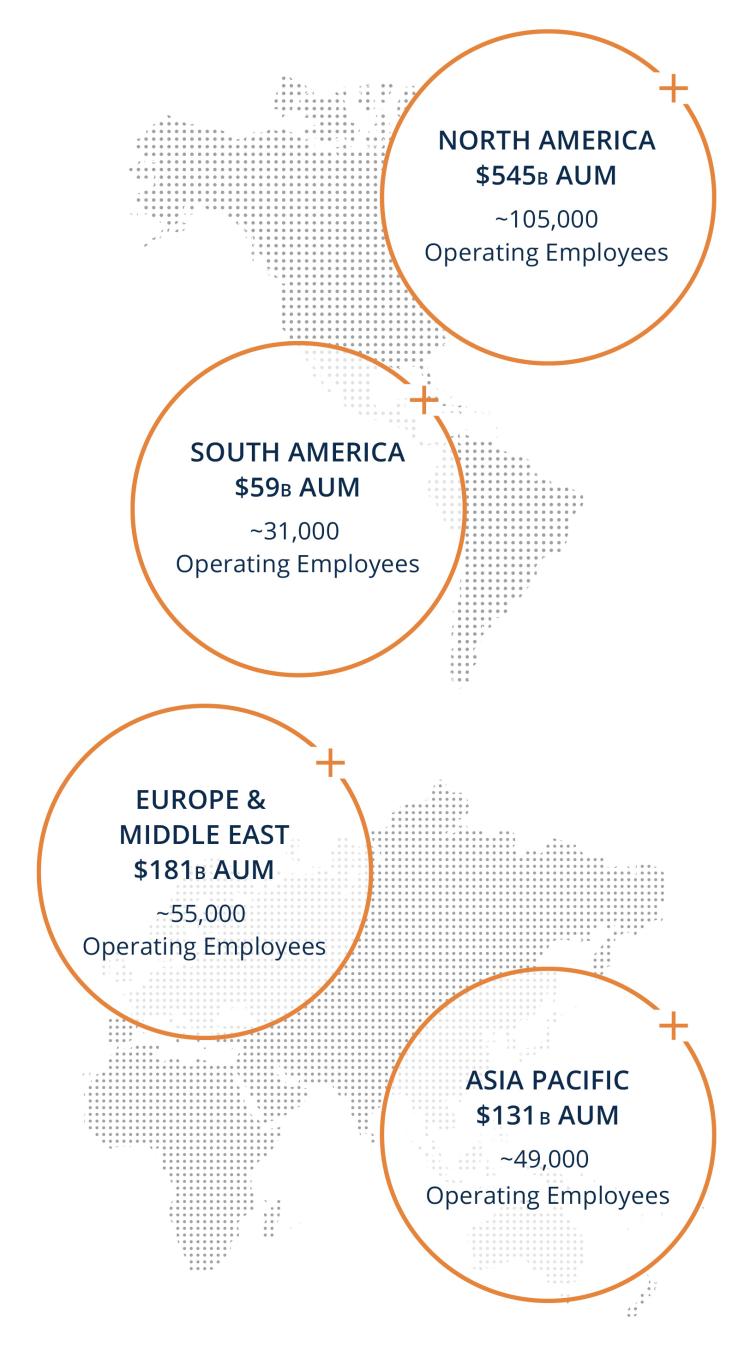 NORTH AMERICA
$545B AUM
~105,000
Operating Employees
SOUTH AMERICA
$59B AUM
~31,000
Operating Employees
EUROPE &
MIDDLE EAST
$181B AUM
~55,000
Operating Employees
ASIA PACIFIC
$131B AUM
~49,000
Operating Employees